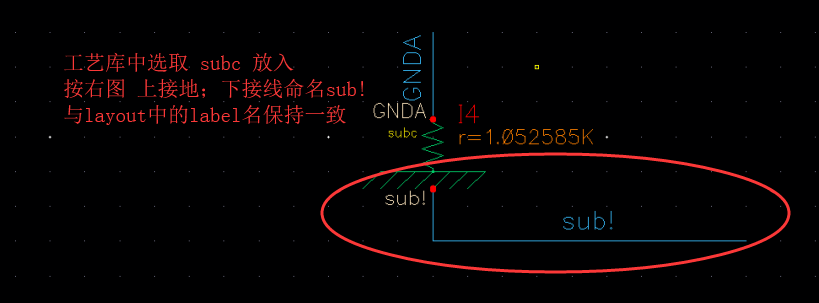 工艺库中选取 subc 放入
按右图 上接地；下接线命名sub!
与layout中的label名保持一致
GNDA
GNDA
I4
subc
r=1.052585K
sub!
sub!